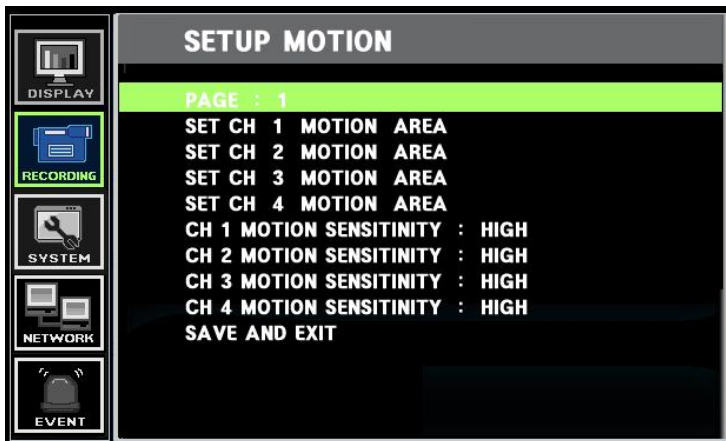 SETUP MOTION
DISPLAY
RECORDING
SYSTEM
NETWORK
EVENT
PAGE : 1
SET CH 1 MOTION AREA
SET CH 2 MOTION AREA
SET CH 3 MOTION AREA
SET CH 4 MOTION AREA
CH 1 MOTION SENSITINITY : HIGH
CH 2 MOTION SENSITINITY : HIGH
CH 3 MOTION SENSITINITY : HIGH
CH 4 MOTION SENSITINITY : HIGH
SAVE AND EXIT